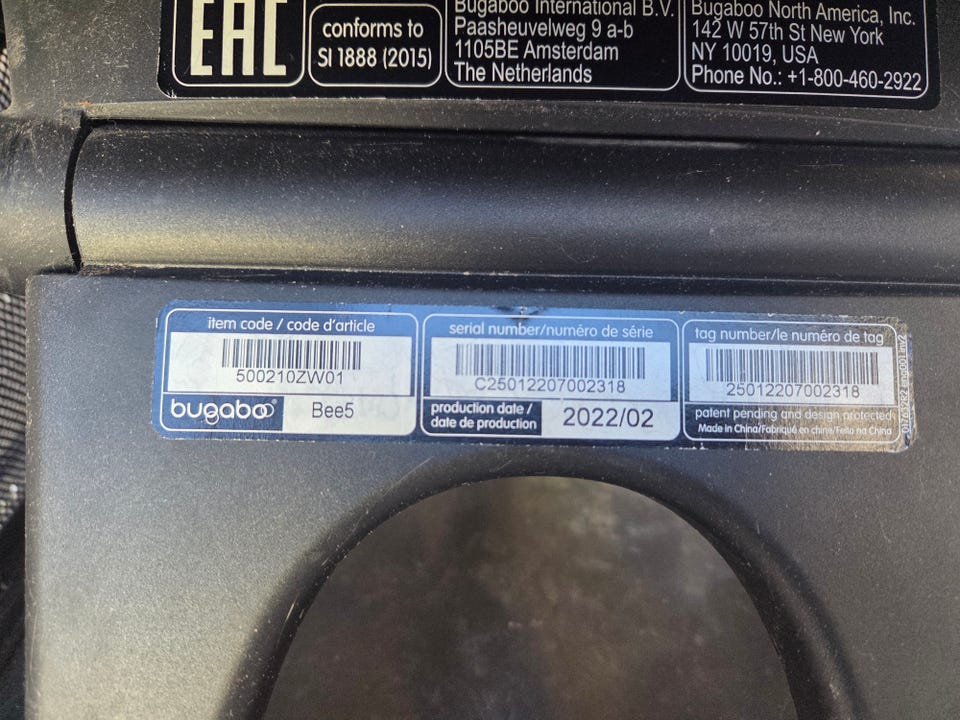 EAC
conforms to
SI 1888 (2015)
Bugaboo International B.V.
Paasheuvelweg 9 a-b
1105BE Amsterdam
The Netherlands
Bugaboo North America, Inc.
142 W 57th St New York
NY 10019, USA
Phone No.: +1-800-460-2922
item code / code d'article
500210ZW01
bugaboo®
Bee5
serial number/numéro de série
C25012207002318
production date /
date de production
2022/02
tag number/le numéro de tag
25012207002318
patent pending and design protected
Made in China/Fabriqué en chine/Feito na China